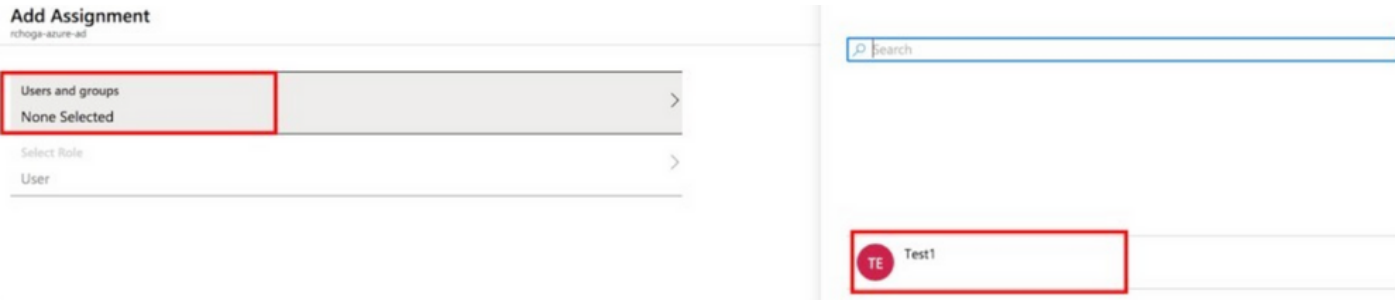 Add Assignment
rchoga-azure-ad
Users and groups
None Selected
Select Role
User
Search
TE
Test1